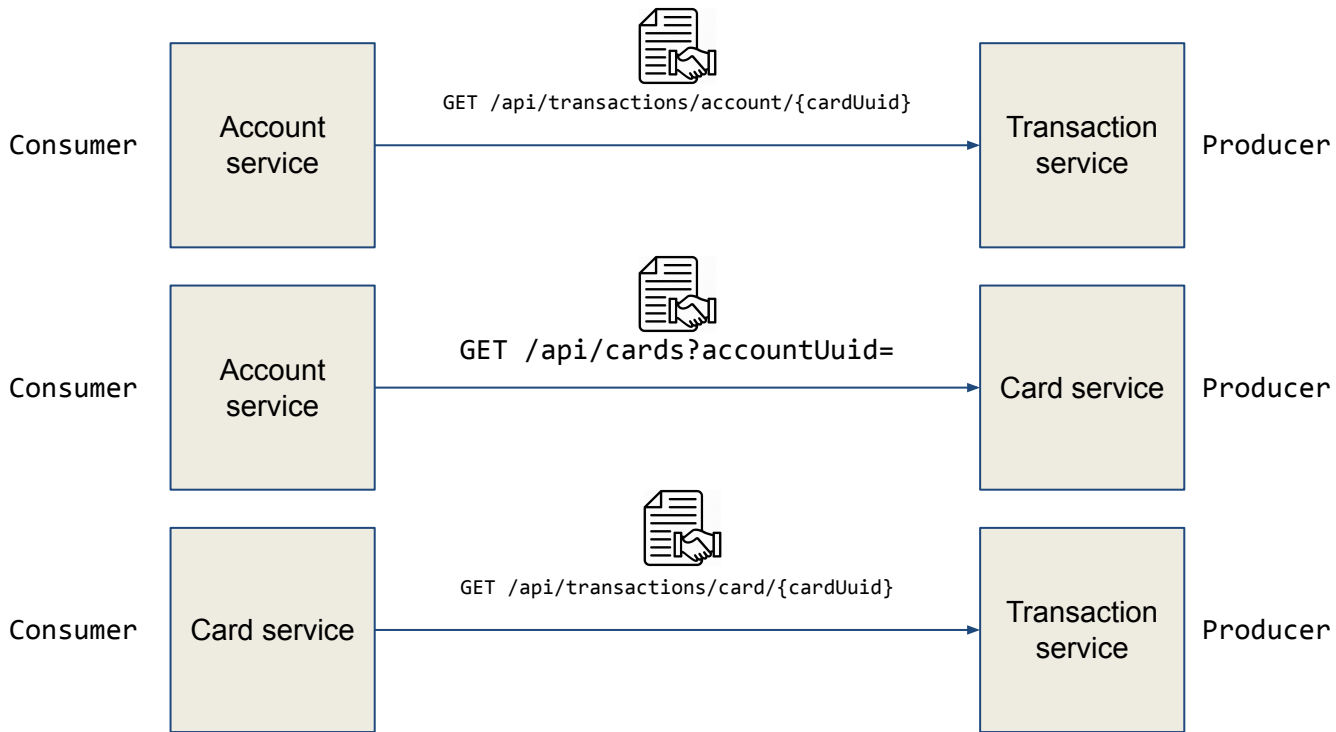 GET /api/transactions/account/{cardUuid}
Consumer
Account
service
Transaction
service
Producer
GET /api/cards?accountUuid=
Consumer
Account
service
Card service
Producer
GET /api/transactions/card/{cardUuid}
Consumer
Card service
Transaction
service
Producer